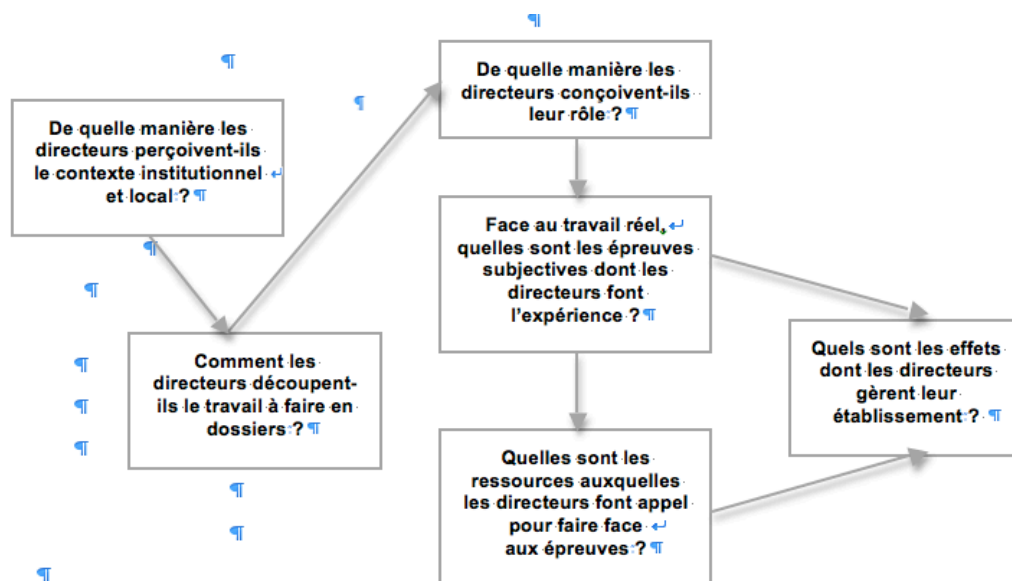 De quelle manière les
directeurs perçoivent-ils
le contexte institutionnel
et local ?
Comment les
directeurs découpent-
ils le travail à faire en
dossiers ?
De quelle manière les
directeurs conçoivent-ils
leur rôle ?
Face au travail réel,
quelles sont les épreuves
subjectives dont les
directeurs font
l'expérience ?
Quelles sont les
ressources auxquelles
les directeurs font appel
pour faire face
aux épreuves ?
Quels sont les effets
dont les directeurs
gèrent leur
établissement ?